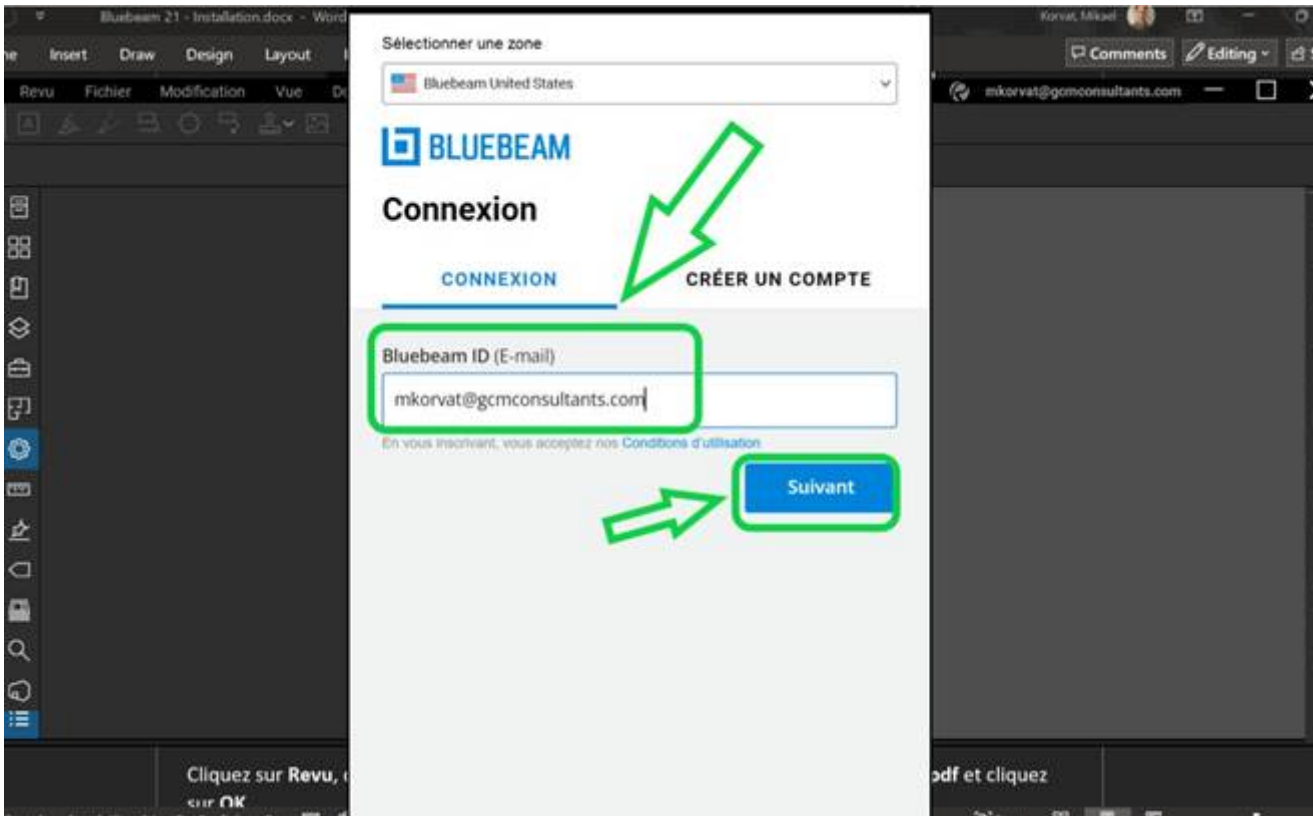 Bluebeam 21 - Installation.docx - Word
Korvat, Mikael
Insert Draw Design Layout
Comments Editing
Revu Fichier Modification Vue
mkorvat@gcmconsultants.com
Sélectionner une zone
Bluebeam United States
BLUEBEAM
Connexion
CONNEXION CRÉER UN COMPTE
Bluebeam ID (E-mail)
mkorvat@gcmconsultants.com
En vous inscrivant, vous acceptez nos Conditions d'utilisation
Suivant
Cliquez sur Revu,
pdf et cliquez
sur OK